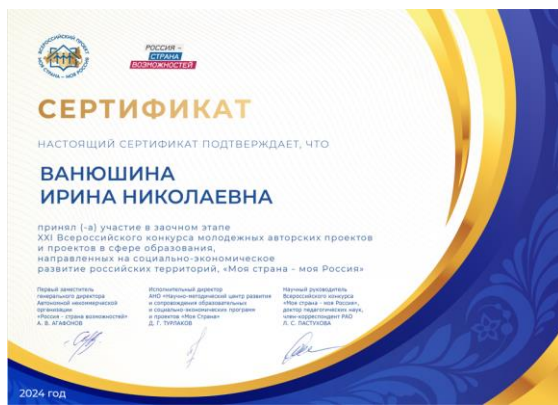 ВСЕРОССИЙСКИЙ ПРОЕКТ
МОЯ СТРАНА – МОЯ РОССИЯ
РОССИЯ –
СТРАНА
ВОЗМОЖНОСТЕЙ
СЕРТИФИКАТ
НАСТОЯЩИЙ СЕРТИФИКАТ ПОДТВЕРЖДАЕТ, ЧТО
ВАНЮШИНА
ИРИНА НИКОЛАЕВНА
принял (-а) участие в заочном этапе
XXI Всероссийского конкурса молодежных авторских проектов
и проектов в сфере образования,
направленных на социально-экономическое
развитие российских территорий, «Моя страна – моя Россия»
Первый заместитель
генерального директора
Автономной некоммерческой
организации
«Россия – страна возможностей»
А. В. АГАФОНОВ
Исполнительный директор
АНО «Научно-методический центр развития
и сопровождения образовательных
и социально-экономических программ
и проектов «Моя Страна»
Д. Г. ТУРЛАКОВ
Научный руководитель
Всероссийского конкурса
«Моя страна – моя Россия»,
доктор педагогических наук,
член-корреспондент РАО
Л. С. ПАСТУХОВА
2024 год